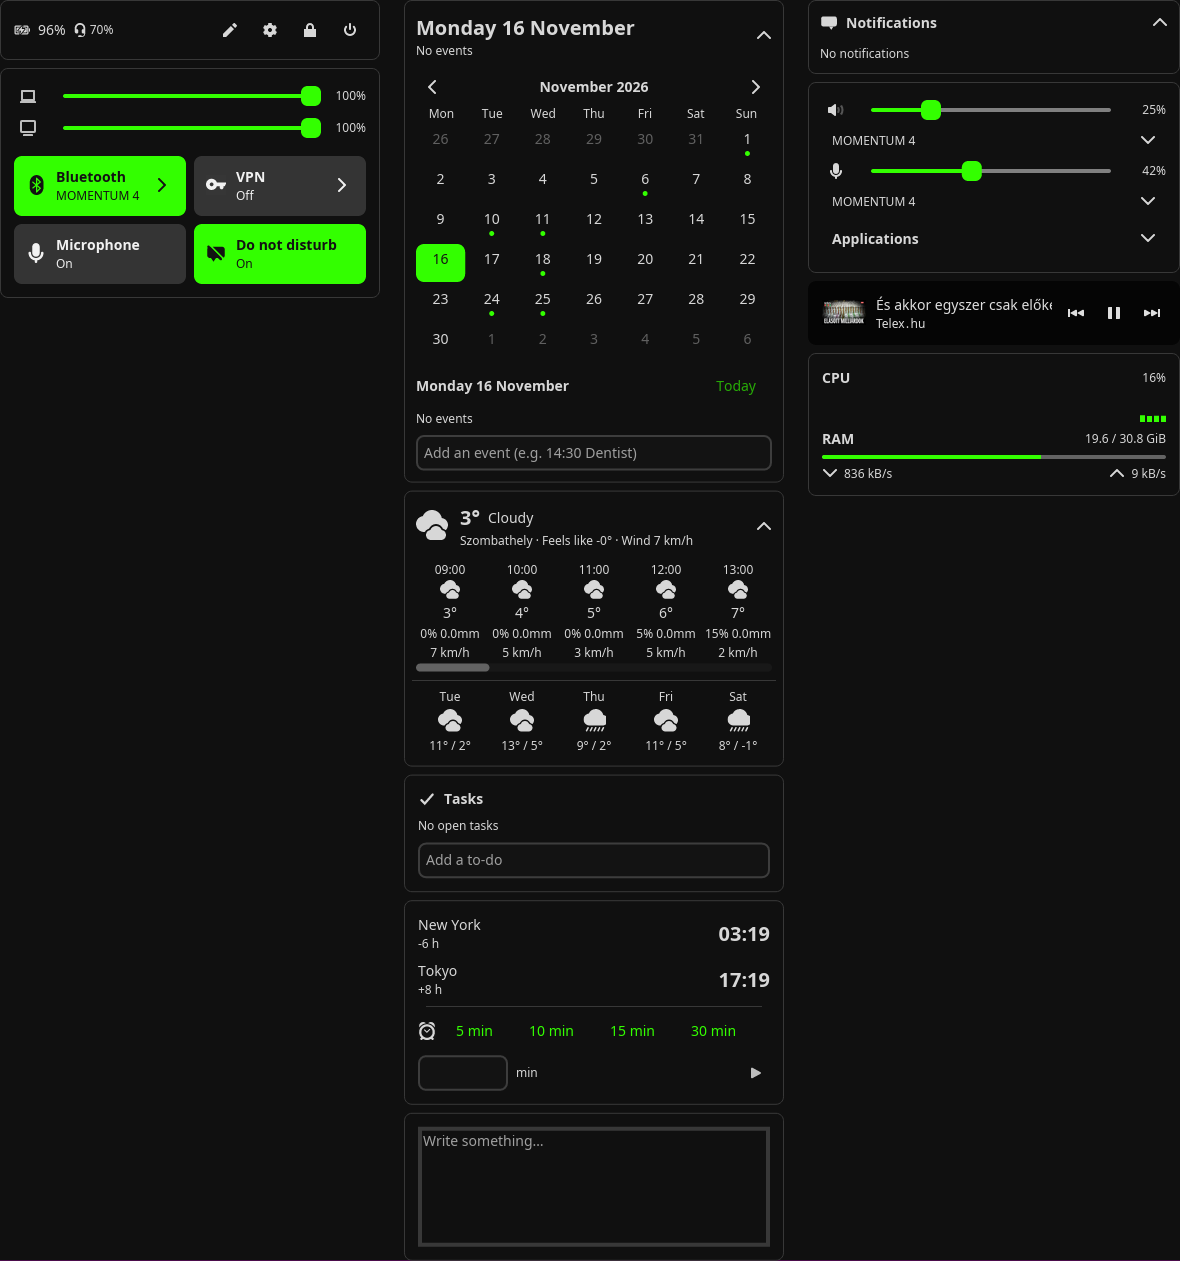 96% 70%
100%
100%
Bluetooth
MOMENTUM 4
VPN
Off
Microphone
On
Do not disturb
On
Monday 16 November
No events
November 2026
Mon Tue Wed Thu Fri Sat Sun
26 27 28 29 30 31 1
2 3 4 5 6 7 8
9 10 11 12 13 14 15
16 17 18 19 20 21 22
23 24 25 26 27 28 29
30 1 2 3 4 5 6
Monday 16 November Today
No events
Add an event (e.g. 14:30 Dentist)
3° Cloudy
Szombathely · Feels like -0° · Wind 7 km/h
09:00 10:00 11:00 12:00 13:00
3° 4° 5° 6° 7°
0% 0.0mm 0% 0.0mm 0% 0.0mm 5% 0.0mm 15% 0.0mm
7 km/h 5 km/h 3 km/h 5 km/h 2 km/h
Tue Wed Thu Fri Sat
11° / 2° 13° / 5° 9° / 2° 11° / 5° 8° / -1°
Tasks
No open tasks
Add a to-do
New York
-6 h
03:19
Tokyo
+8 h
17:19
5 min 10 min 15 min 30 min
min
Write something...
Notifications
No notifications
25%
MOMENTUM 4
42%
MOMENTUM 4
Applications
És akkor egyszer csak előke
Telex.hu
CPU 16%
RAM 19.6 / 30.8 GiB
836 kB/s 9 kB/s